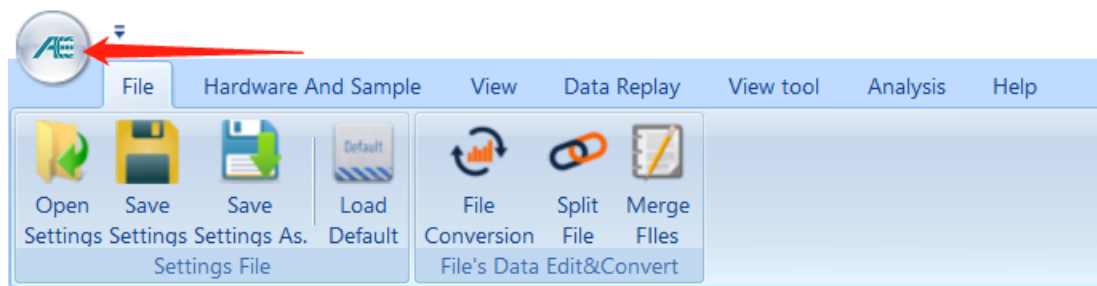 AE
File Hardware And Sample View Data Replay View tool Analysis Help
Default
Open Save Save Load File Split Merge
Settings Settings Settings As. Default Conversion File FIles
Settings File File's Data Edit&Convert